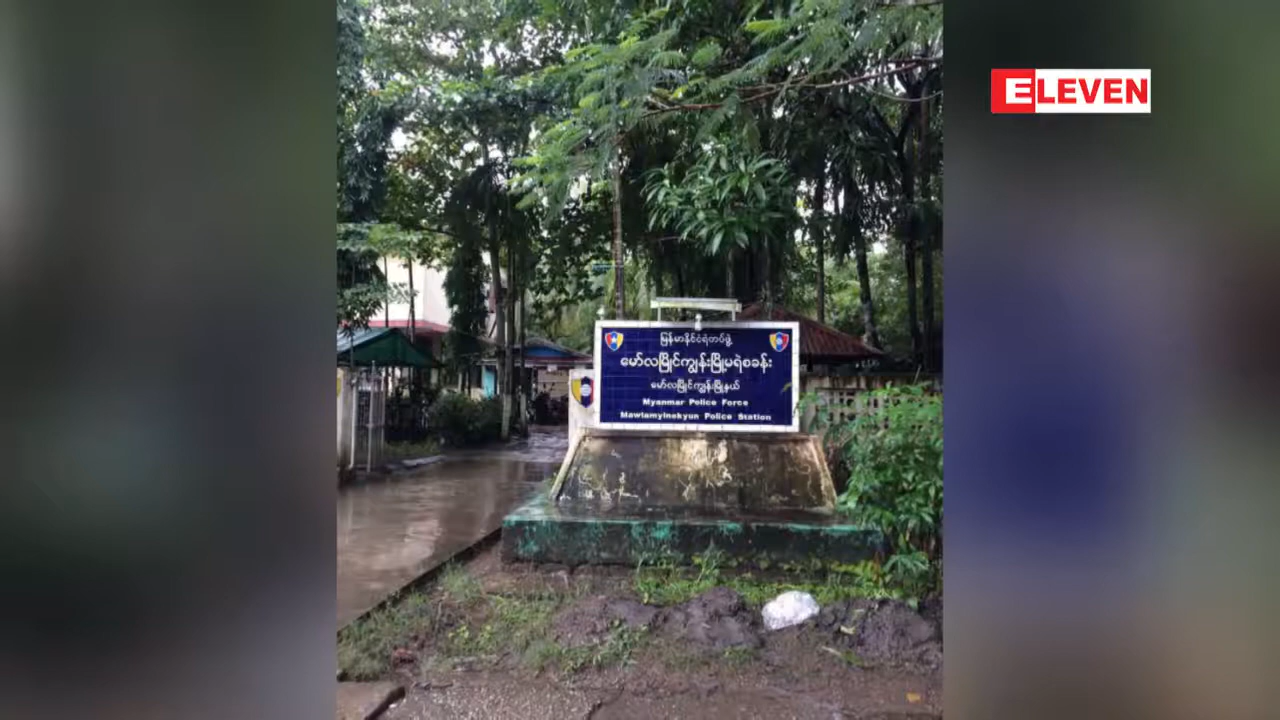 ELEVEN
မြန်မာနိုင်ငံရဲတပ်ဖွဲ့
မော်လမြိုင်ကျွန်းမြို့မရဲစခန်း
မော်လမြိုင်ကျွန်းမြို့နယ်
Myanmar Police Force
Mawlamyinekyun Police Station